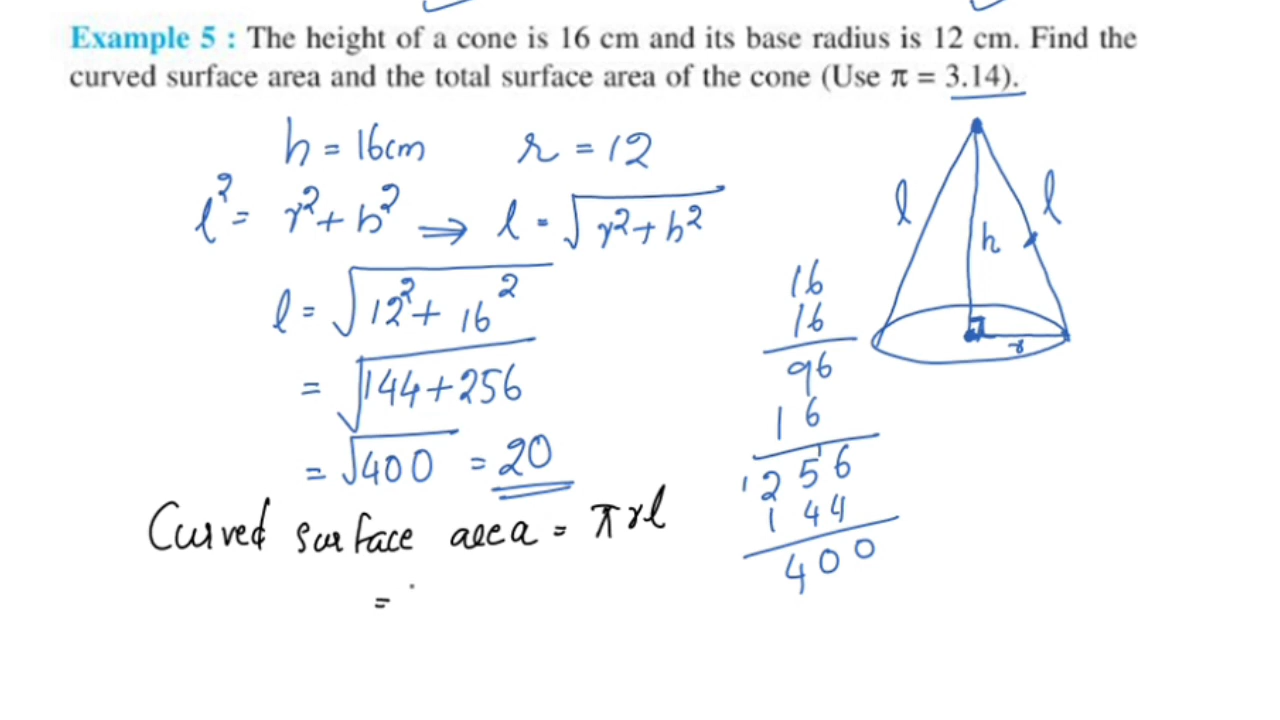 Example 5 : The height of a cone is 16 cm and its base radius is 12 cm. Find the
curved surface area and the total surface area of the cone (Use π = 3.14).
h = 16cm r = 12
l² = r² + h² ⇒ l = √r² + h²
l = √12² + 16²
= √144 + 256
= √400 = 20
Curved surface area = πrl
=
16
16
96
16
1 1
256
144
400
l
l
h
r